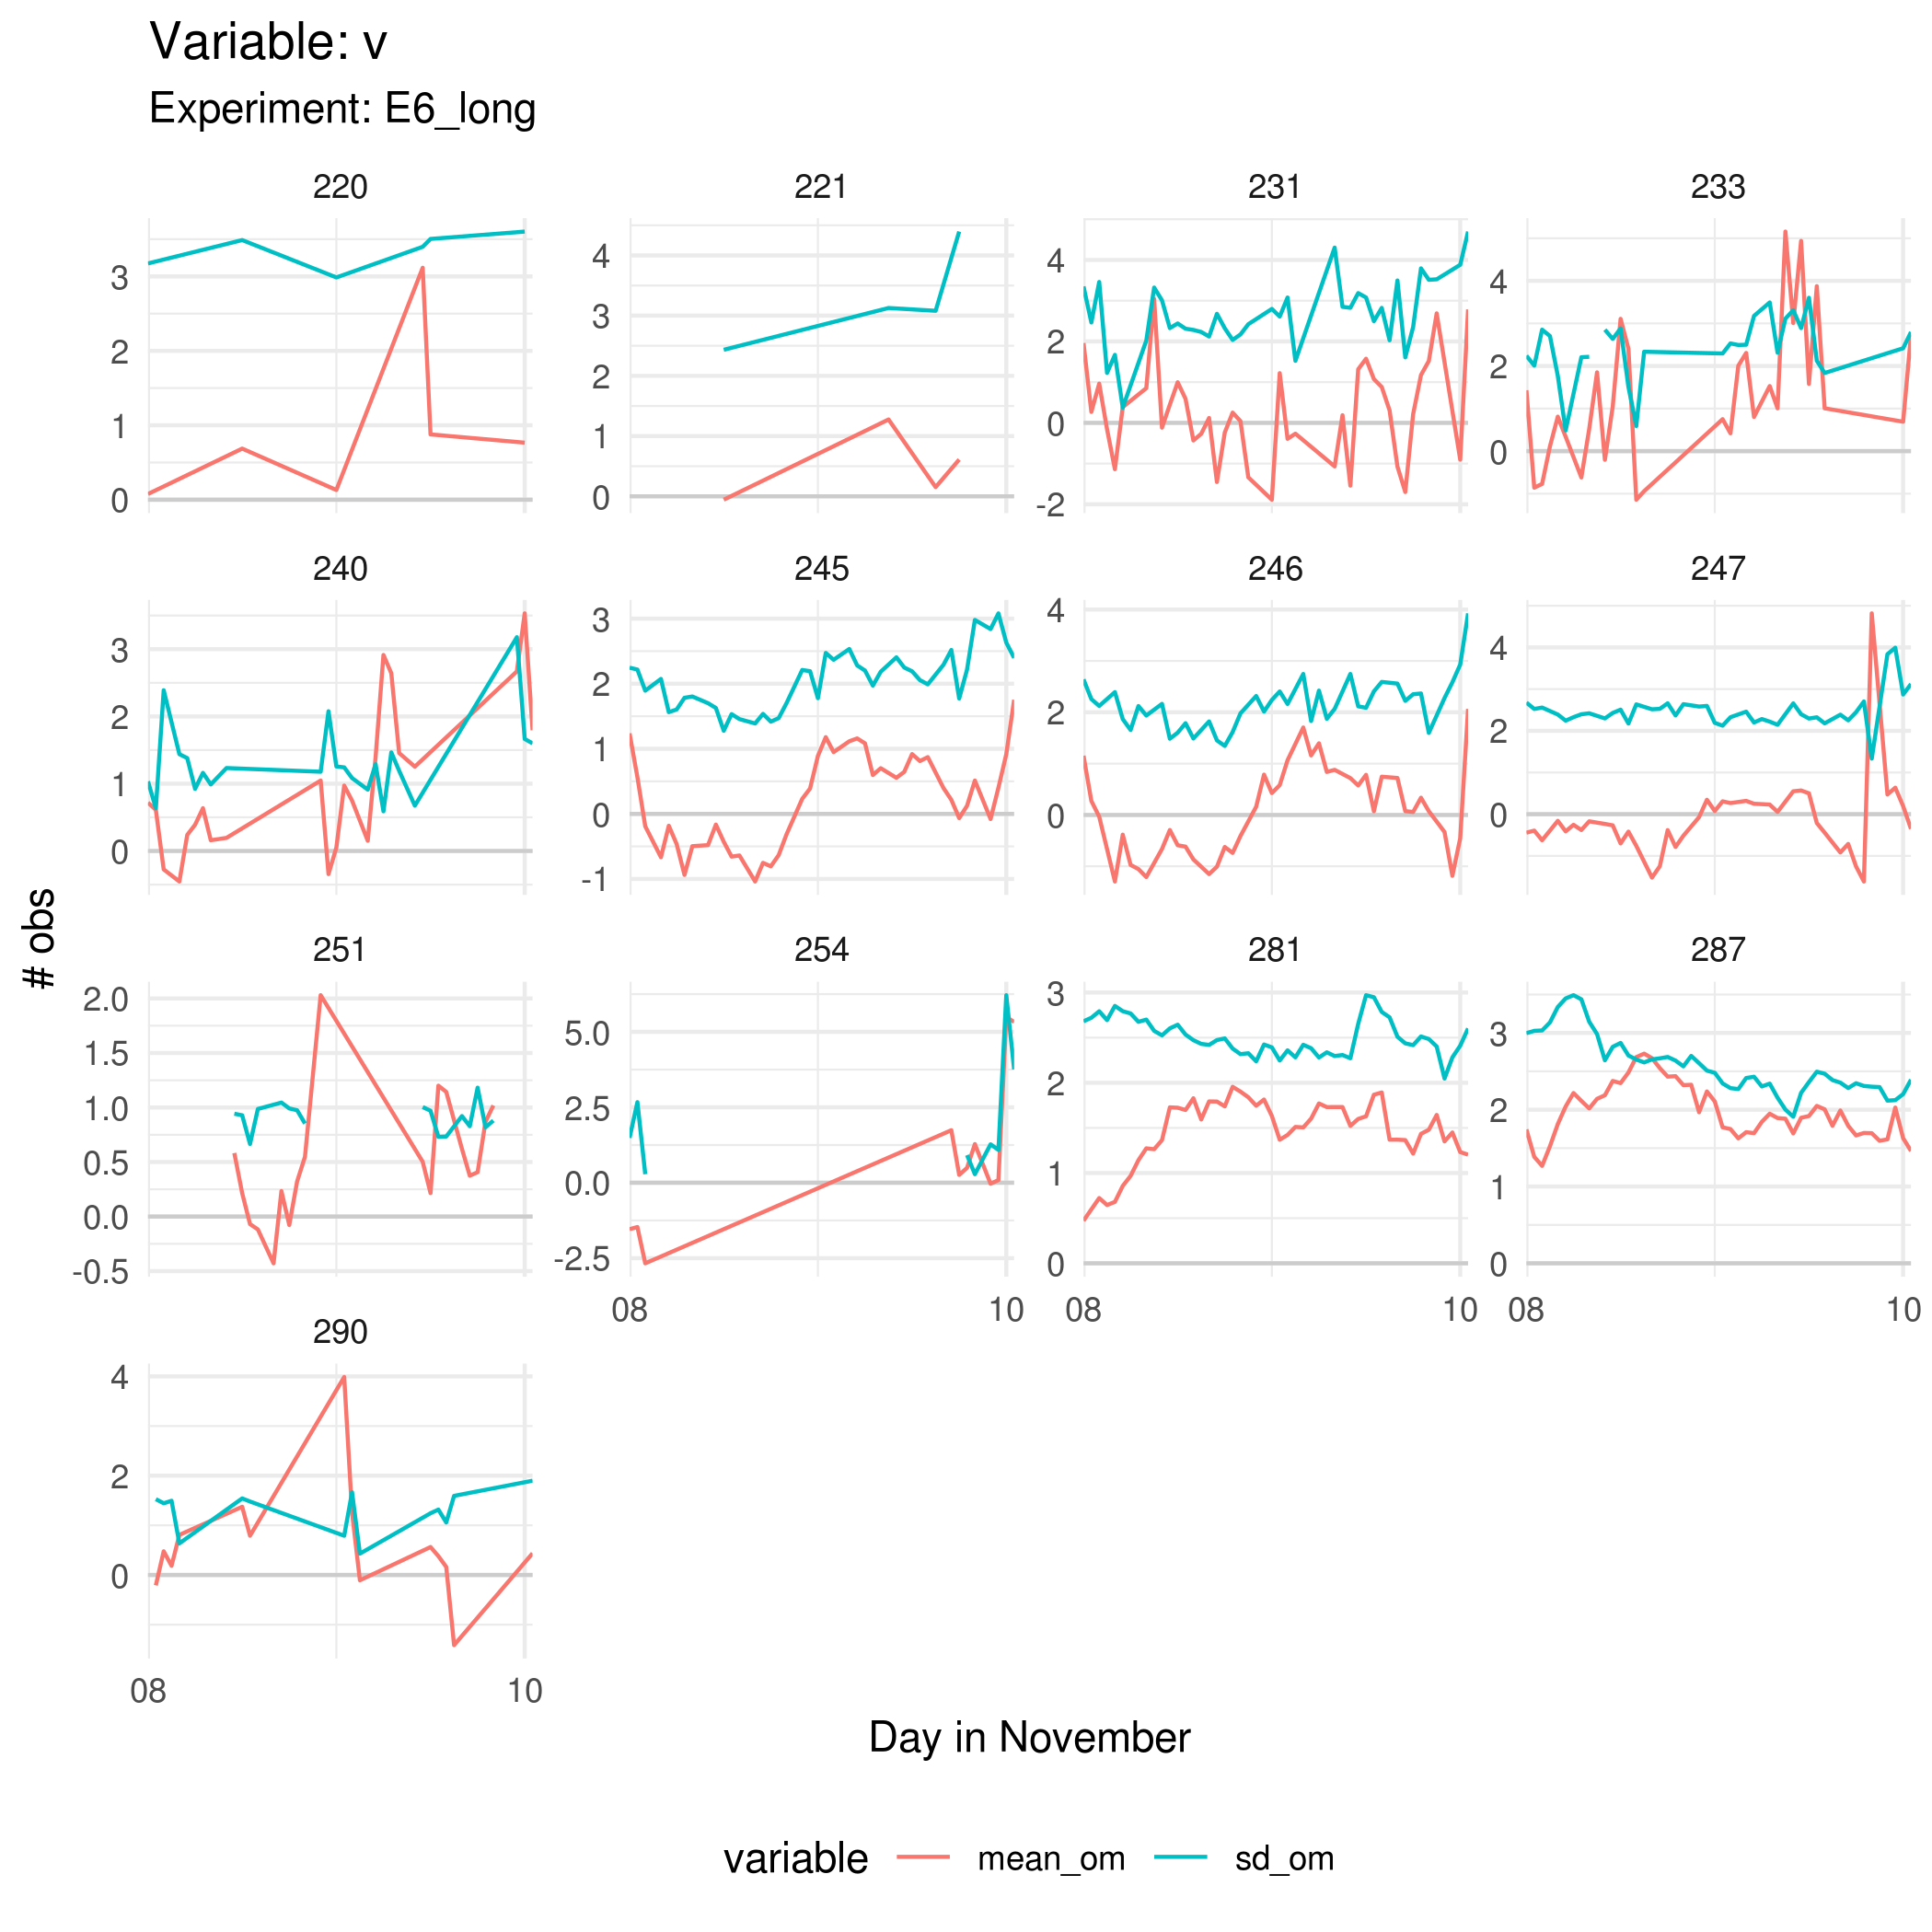 Variable: v
Experiment: E6_long
220 221 231 233
3 2 1 0
4 3 2 1 0
4 2 0 -2
4 2 0
240 245 246 247
3 2 1 0
3 2 1 0 -1
4 2 0
4 2 0
# obs
251 254 281 287
2.0 1.5 1.0 0.5 0.0 -0.5
5.0 2.5 0.0 -2.5
3 2 1 0
3 2 1 0
08 10 08 10 08 10
290
4 2 0
08 10
Day in November
variable mean_om sd_om